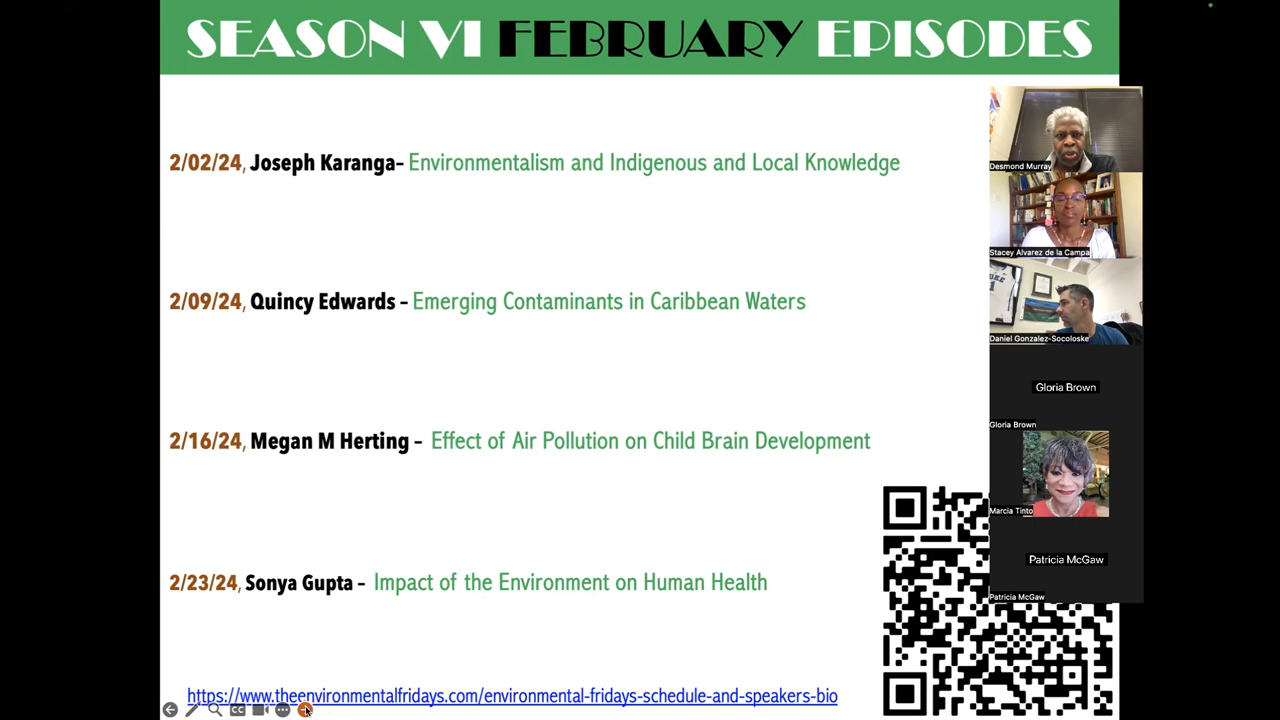 SEASON VI FEBRUARY EPISODES
2/02/24, Joseph Karanga– Environmentalism and Indigenous and Local Knowledge
2/09/24, Quincy Edwards – Emerging Contaminants in Caribbean Waters
2/16/24, Megan M Herting – Effect of Air Pollution on Child Brain Development
2/23/24, Sonya Gupta – Impact of the Environment on Human Health
https://www.theenvironmentalfridays.com/environmental-fridays-schedule-and-speakers-bio
CC
Desmond Murray
Stacey Alvarez de la Campa
Daniel Gonzalez-Socoloske
Gloria Brown
Gloria Brown
Marcia Tinto
Patricia McGaw
Patricia McGaw